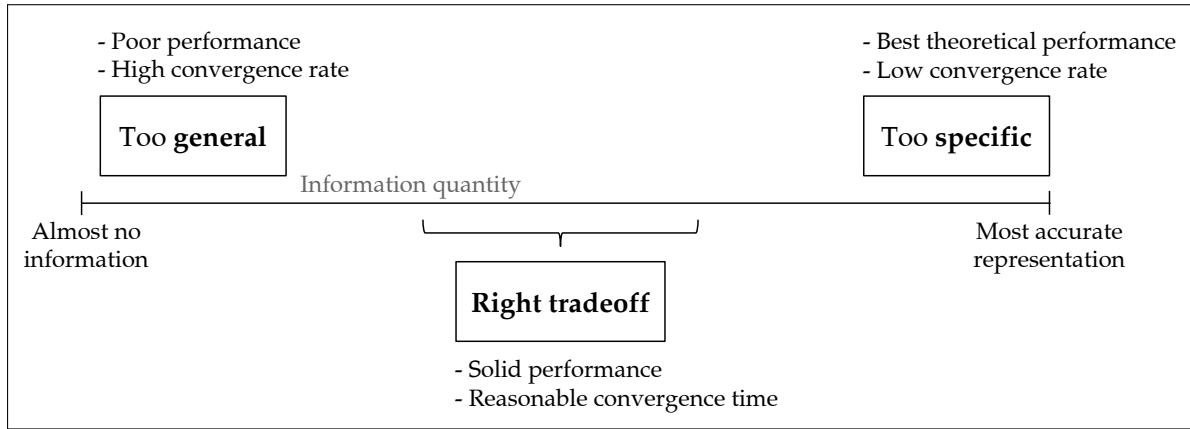 - Poor performance
- High convergence rate
Too general
- Best theoretical performance
- Low convergence rate
Too specific
Information quantity
Almost no
information
Most accurate
representation
Right tradeoff
- Solid performance
- Reasonable convergence time